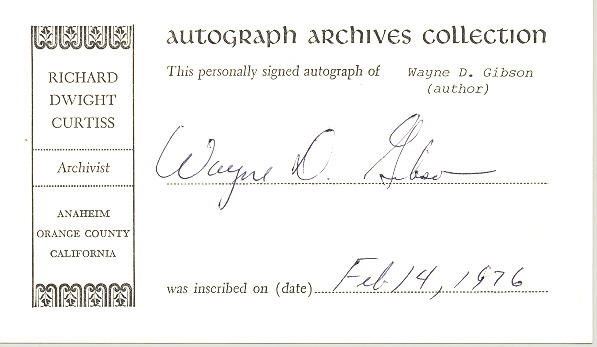 RICHARD
DWIGHT
CURTISS
Archivist
ANAHEIM
ORANGE COUNTY
CALIFORNIA
AUTOGRAPH ARCHIVES COLLECTION
This personally signed autograph of Wayne D. Gibson
(author)
Wayne D. Gibson
was inscribed on (date) Feb 14, 1976